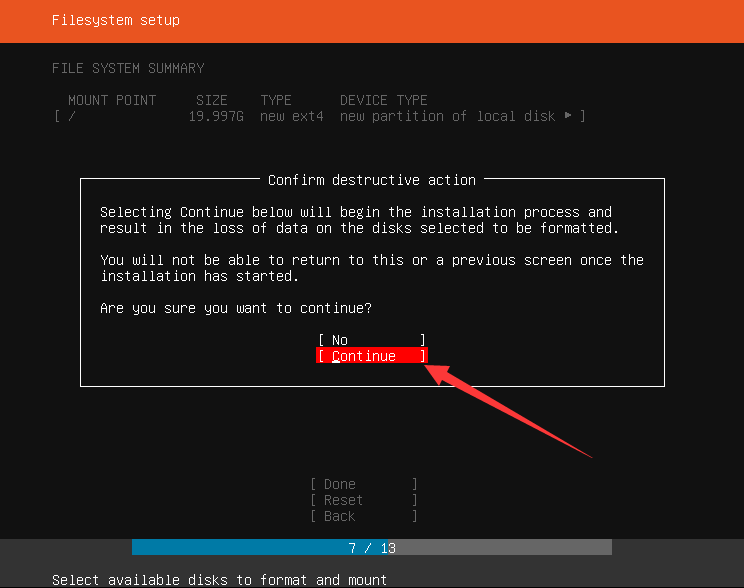 Filesystem setup
FILE SYSTEM SUMMARY
MOUNT POINT SIZE TYPE DEVICE TYPE
[ / 19.997G new ext4 new partition of local disk ▸ ]
Confirm destructive action
Selecting Continue below will begin the installation process and
result in the loss of data on the disks selected to be formatted.
You will not be able to return to this or a previous screen once the
installation has started.
Are you sure you want to continue?
[ No ]
[ Continue ]
[ Done ]
[ Reset ]
[ Back ]
7 / 13
Select available disks to format and mount